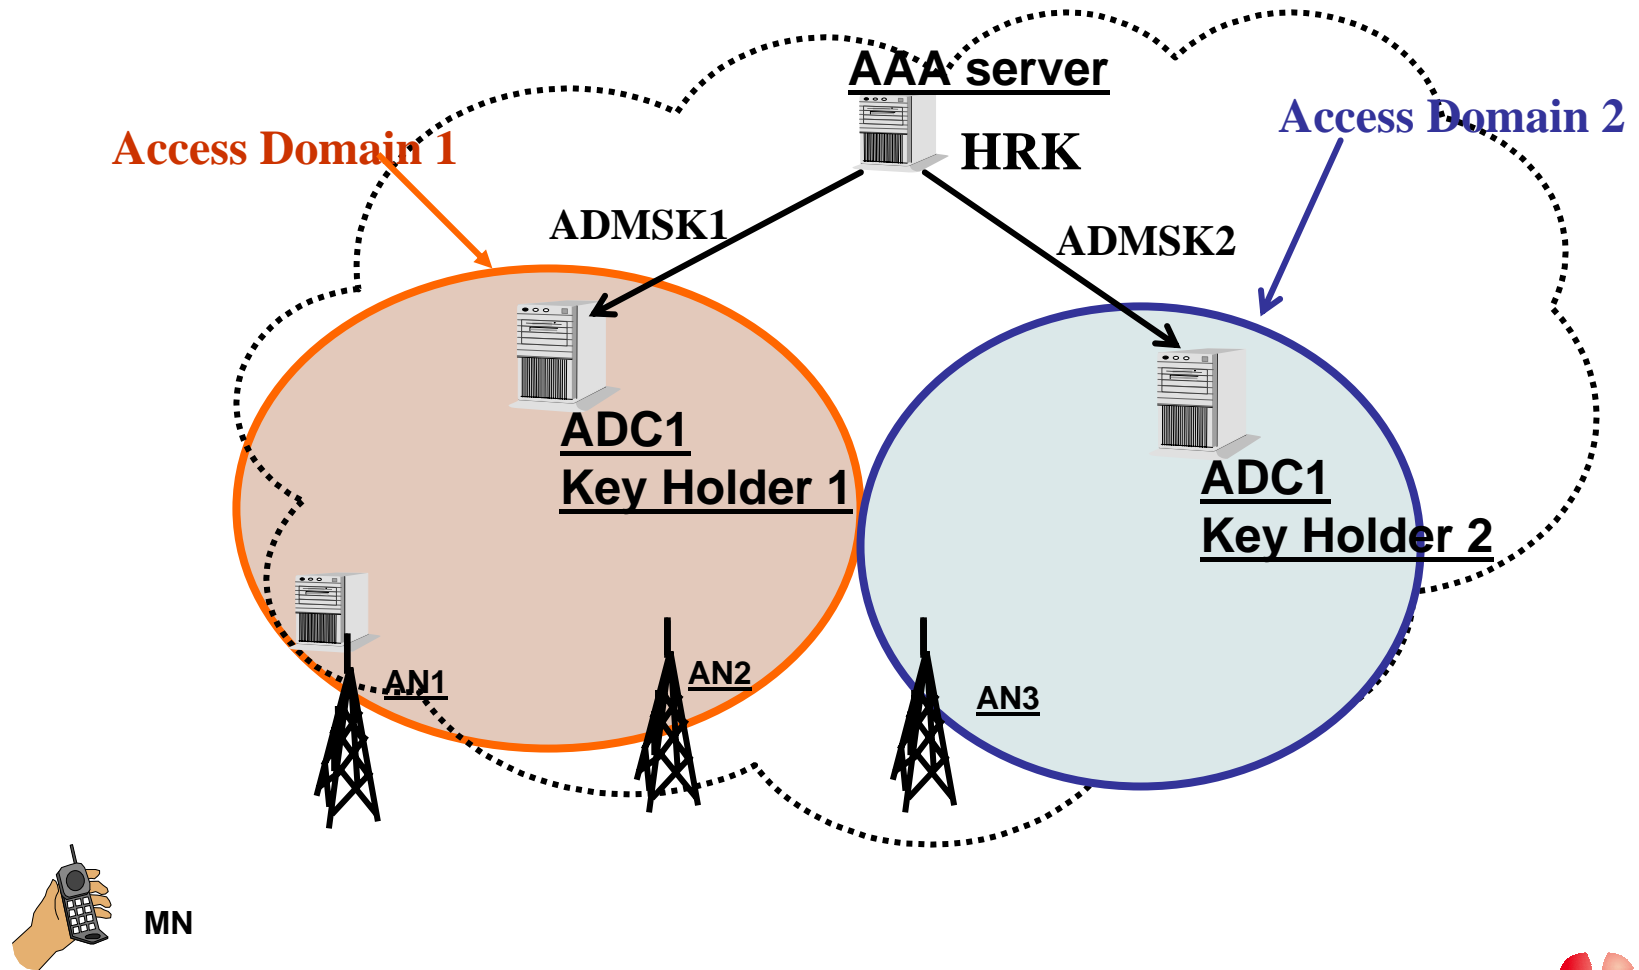 AAA server
Access Domain 1
Access Domain 2
HRK
ADMSK1
ADMSK2
ADC1
Key Holder 1
ADC1
Key Holder 2
AN1
AN2
AN3
MN